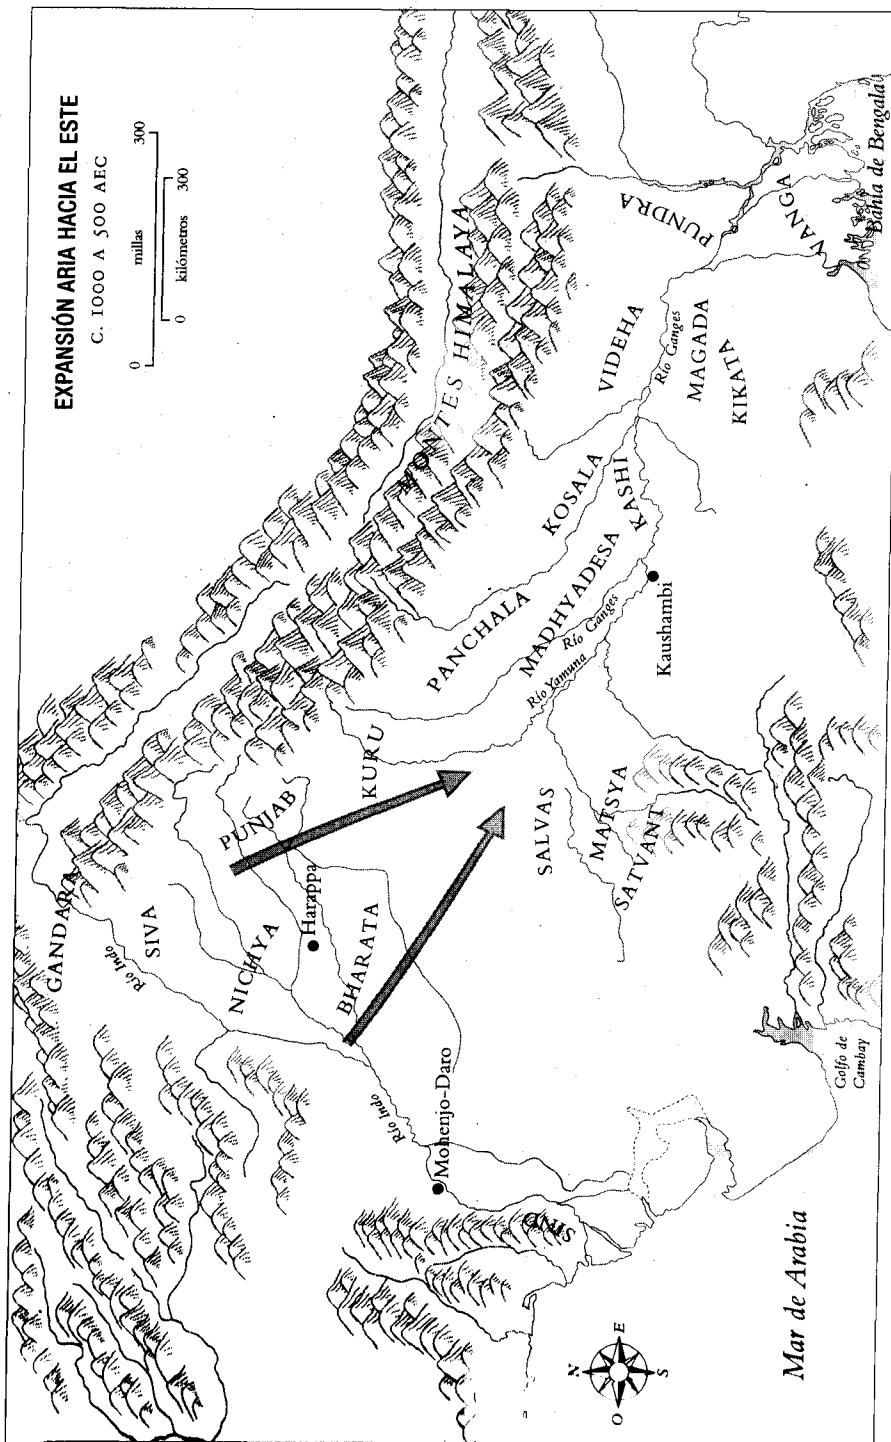 EXPANSIÓN ARIA HACIA EL ESTE
C. 1000 A 500 AEC
millas
0 300
kilómetros
0 300
GANDARA
Río Indo
SIVA
NICHYA
PUNJAB
Harappa
BHARATA
KURU
MONTES HIMALAYA
PANCHALA
KOSALA
MADHYADESA
Río Ganges
Río Yamuna
KASHI
VIDEHA
Río Ganges
MAGADA
KIKATA
PUNDRA
VANGA
Bahía de Bengala
Kaushambi
SALVAS
MATSYA
SATVANT
Río Indo
Mohenjo-Daro
SIND
Golfo de
Cambay
Mar de Arabia
N
O E
S